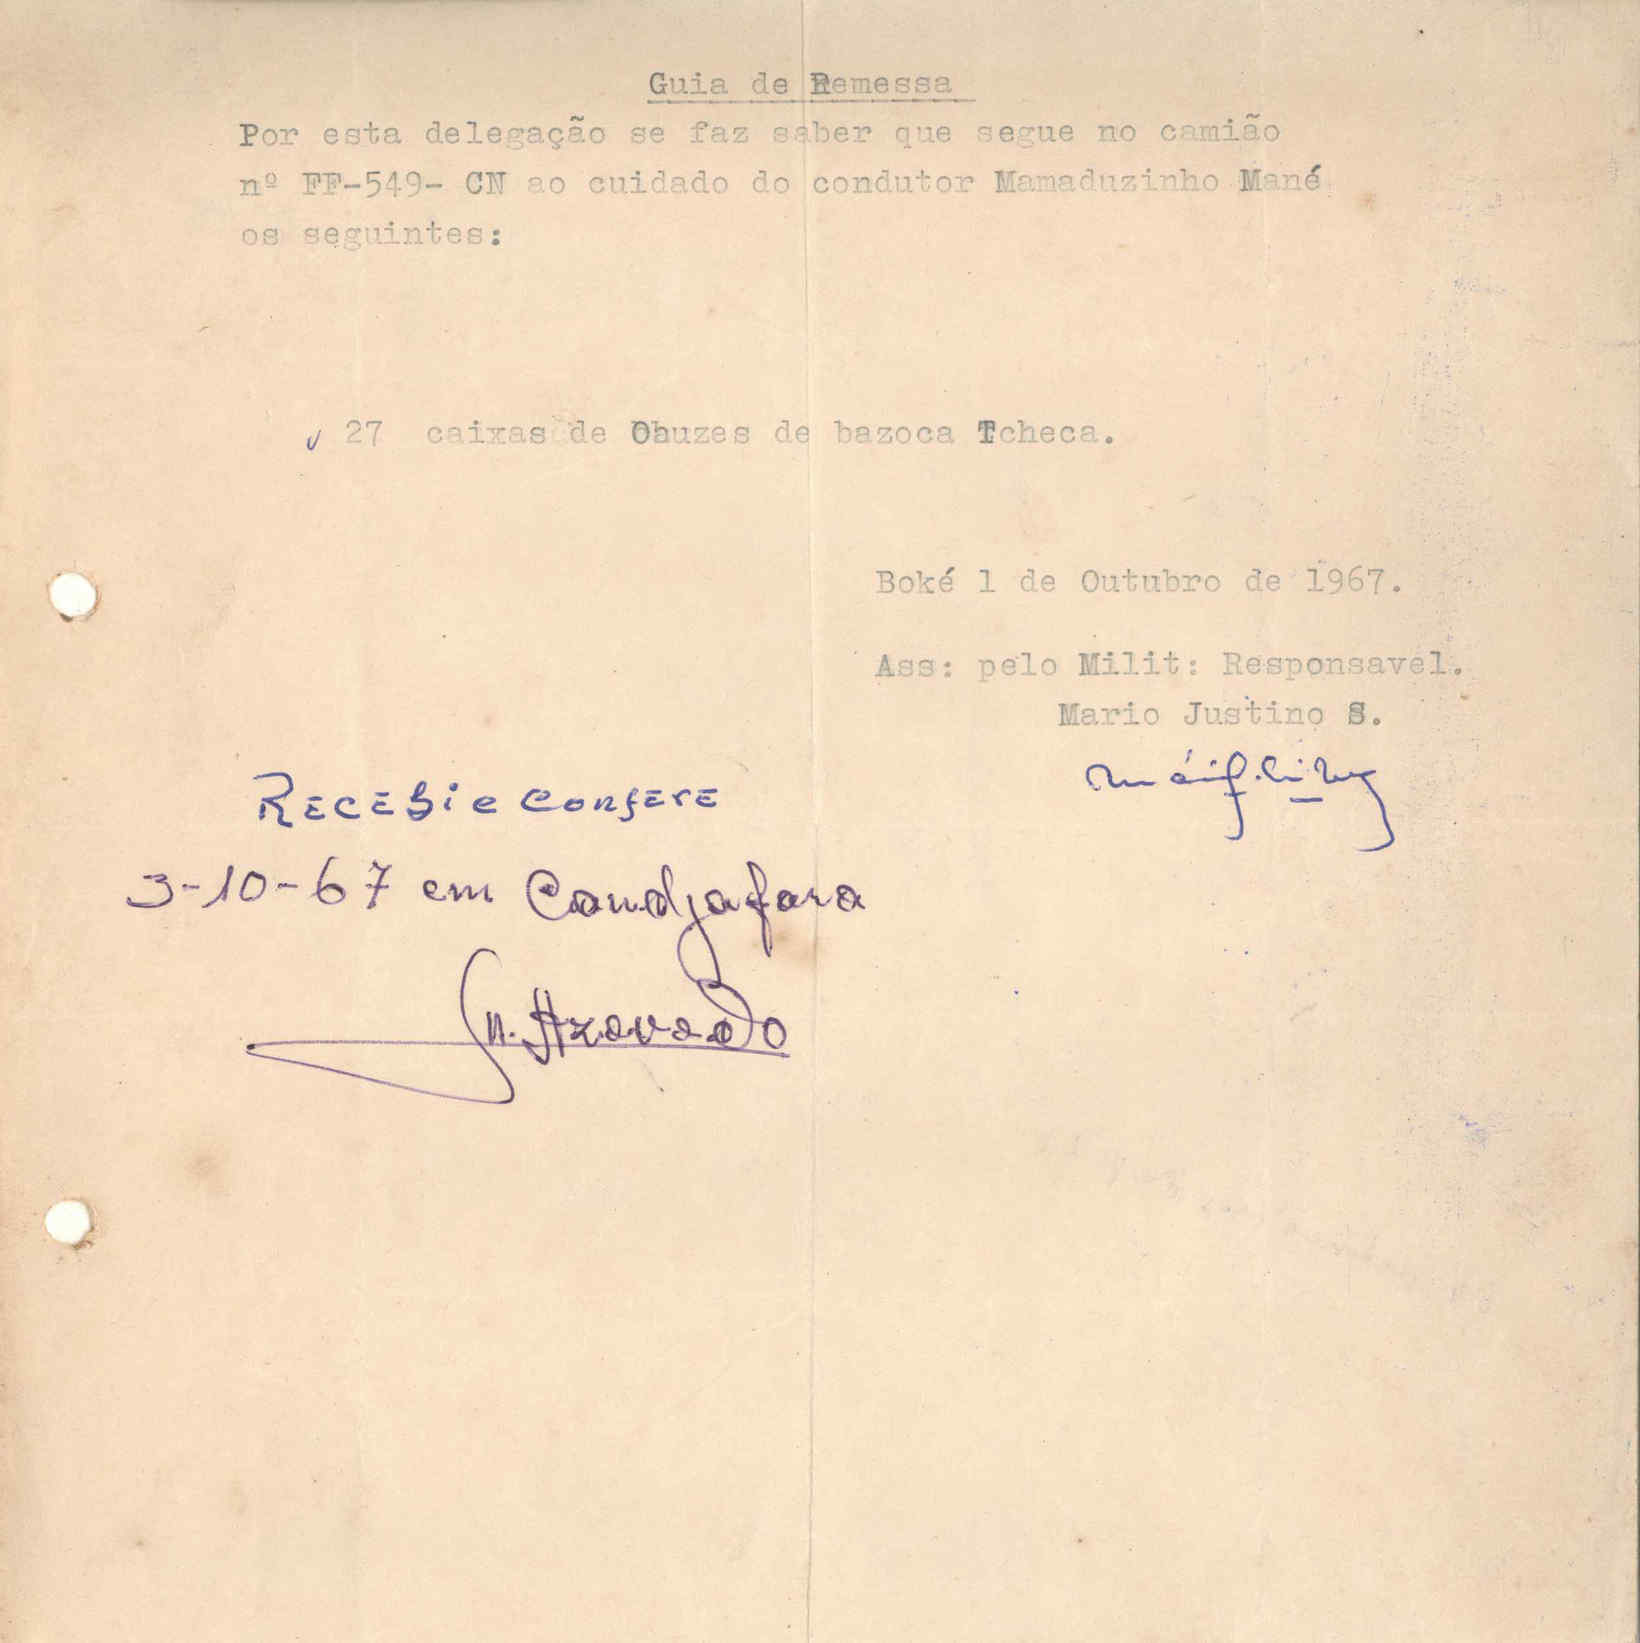 Guia de Remessa
Por esta delegação se faz saber que segue no camião
nº FF-549- CN ao cuidado do condutor Mamaduzinho Mané
os seguintes:
27 caixas de Obuzes de bazoca Tcheca.
Boké 1 de Outubro de 1967.
Ass: pelo Milit: Responsavel.
Mario Justino S.
Recebi e confere
3-10-67 em Candjafara
Azevedo